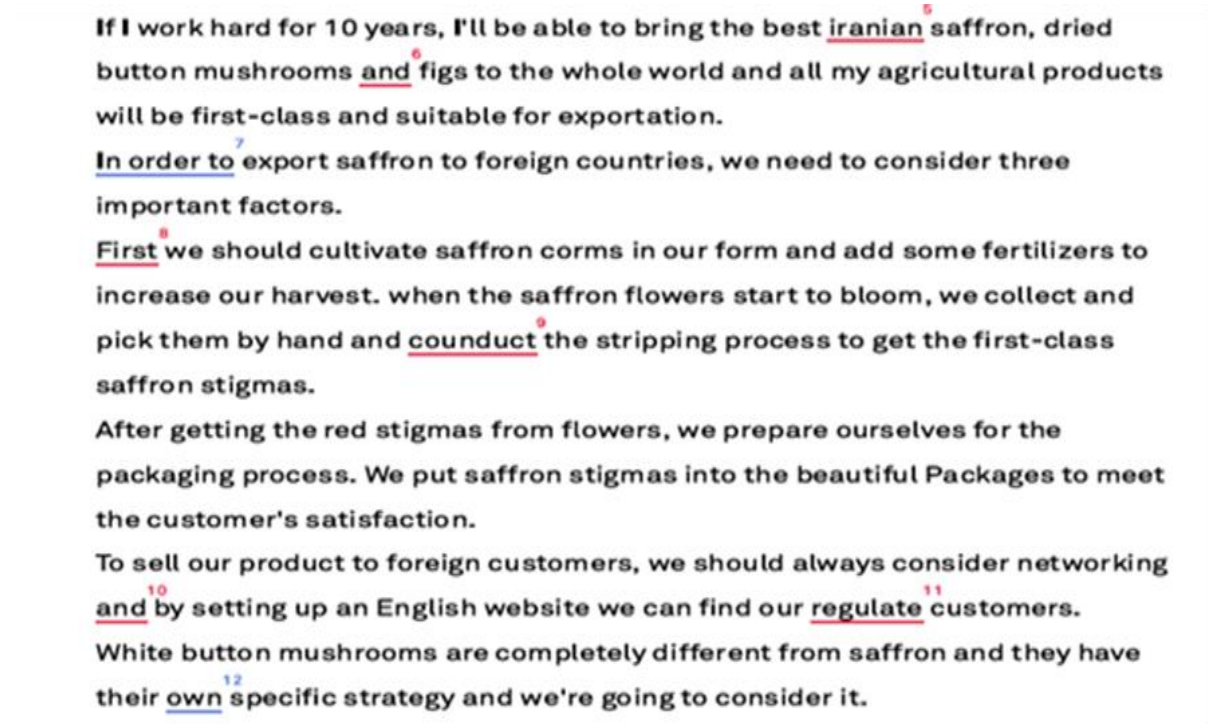 If I work hard for 10 years, I'll be able to bring the best iranian⁵ saffron, dried
button mushrooms and⁶ figs to the whole world and all my agricultural products
will be first-class and suitable for exportation.
In order to⁷ export saffron to foreign countries, we need to consider three
important factors.
First⁸ we should cultivate saffron corms in our form and add some fertilizers to
increase our harvest. when the saffron flowers start to bloom, we collect and
pick them by hand and counduct⁹ the stripping process to get the first-class
saffron stigmas.
After getting the red stigmas from flowers, we prepare ourselves for the
packaging process. We put saffron stigmas into the beautiful Packages to meet
the customer's satisfaction.
To sell our product to foreign customers, we should always consider networking
and¹⁰ by setting up an English website we can find our regulate¹¹ customers.
White button mushrooms are completely different from saffron and they have
their own¹² specific strategy and we're going to consider it.